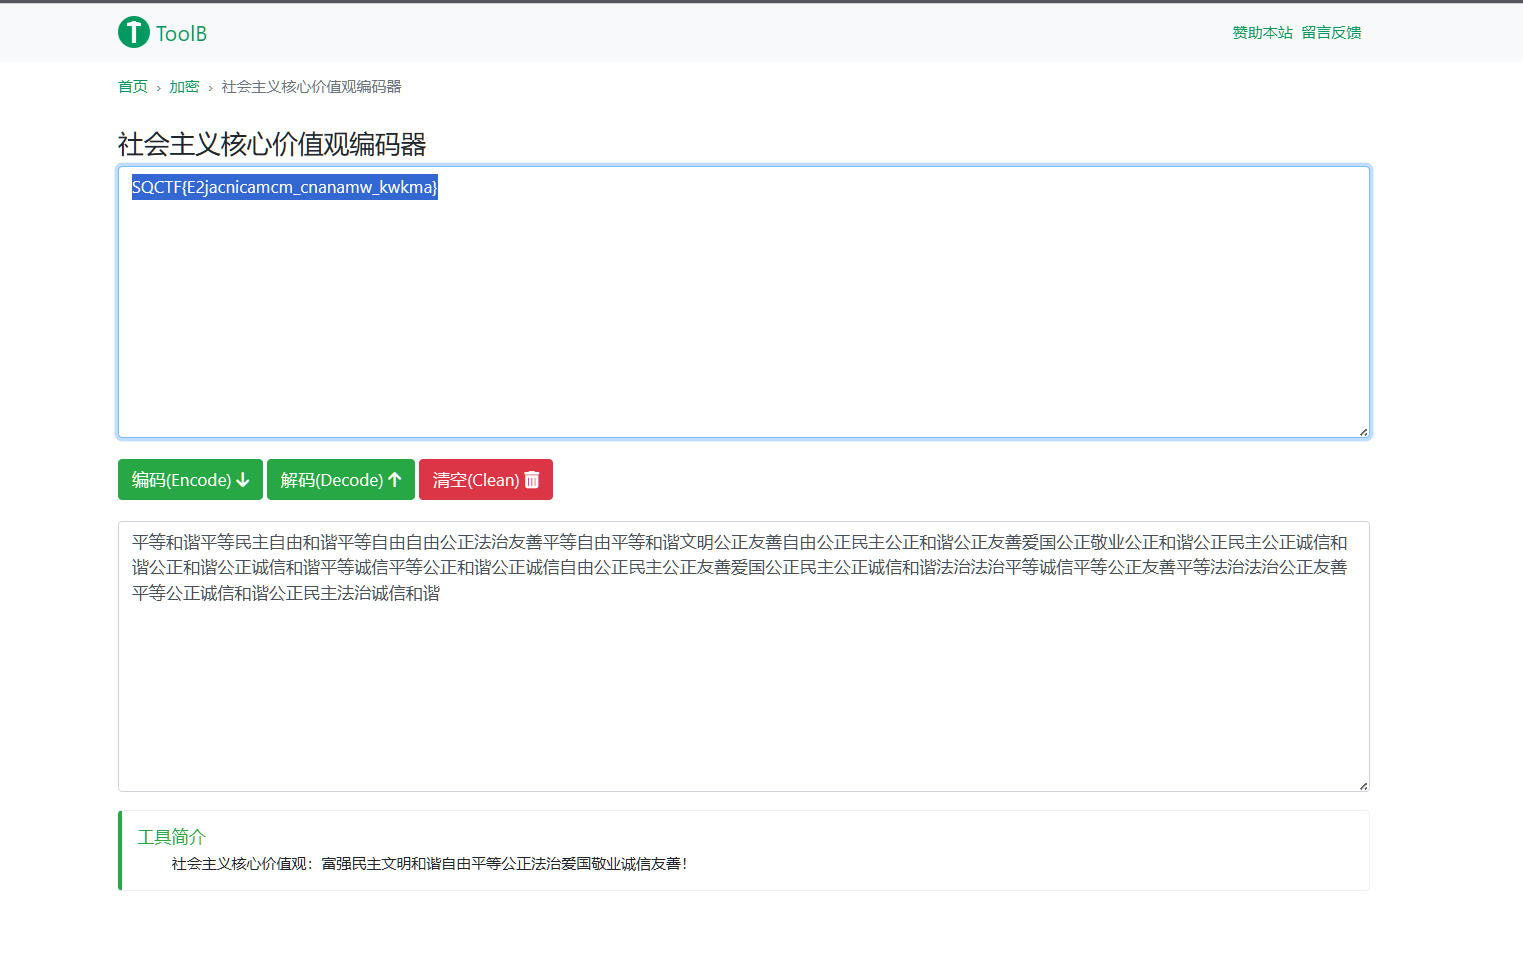 ToolB
赞助本站 留言反馈
首页 › 加密 › 社会主义核心价值观编码器
社会主义核心价值观编码器
SQCTF{E2jacnicamcm_cnanamw_kwkma}
编码(Encode) 解码(Decode) 清空(Clean)
平等和谐平等民主自由和谐平等自由自由公正法治友善平等自由平等和谐文明公正友善自由公正民主公正和谐公正友善爱国公正敬业公正和谐公正民主公正诚信和
谐公正和谐公正诚信和谐平等诚信平等公正和谐公正诚信自由公正民主公正友善爱国公正民主公正诚信和谐法治法治平等诚信平等公正友善平等法治法治公正友善
平等公正诚信和谐公正民主法治诚信和谐
工具简介
社会主义核心价值观：富强民主文明和谐自由平等公正法治爱国敬业诚信友善！